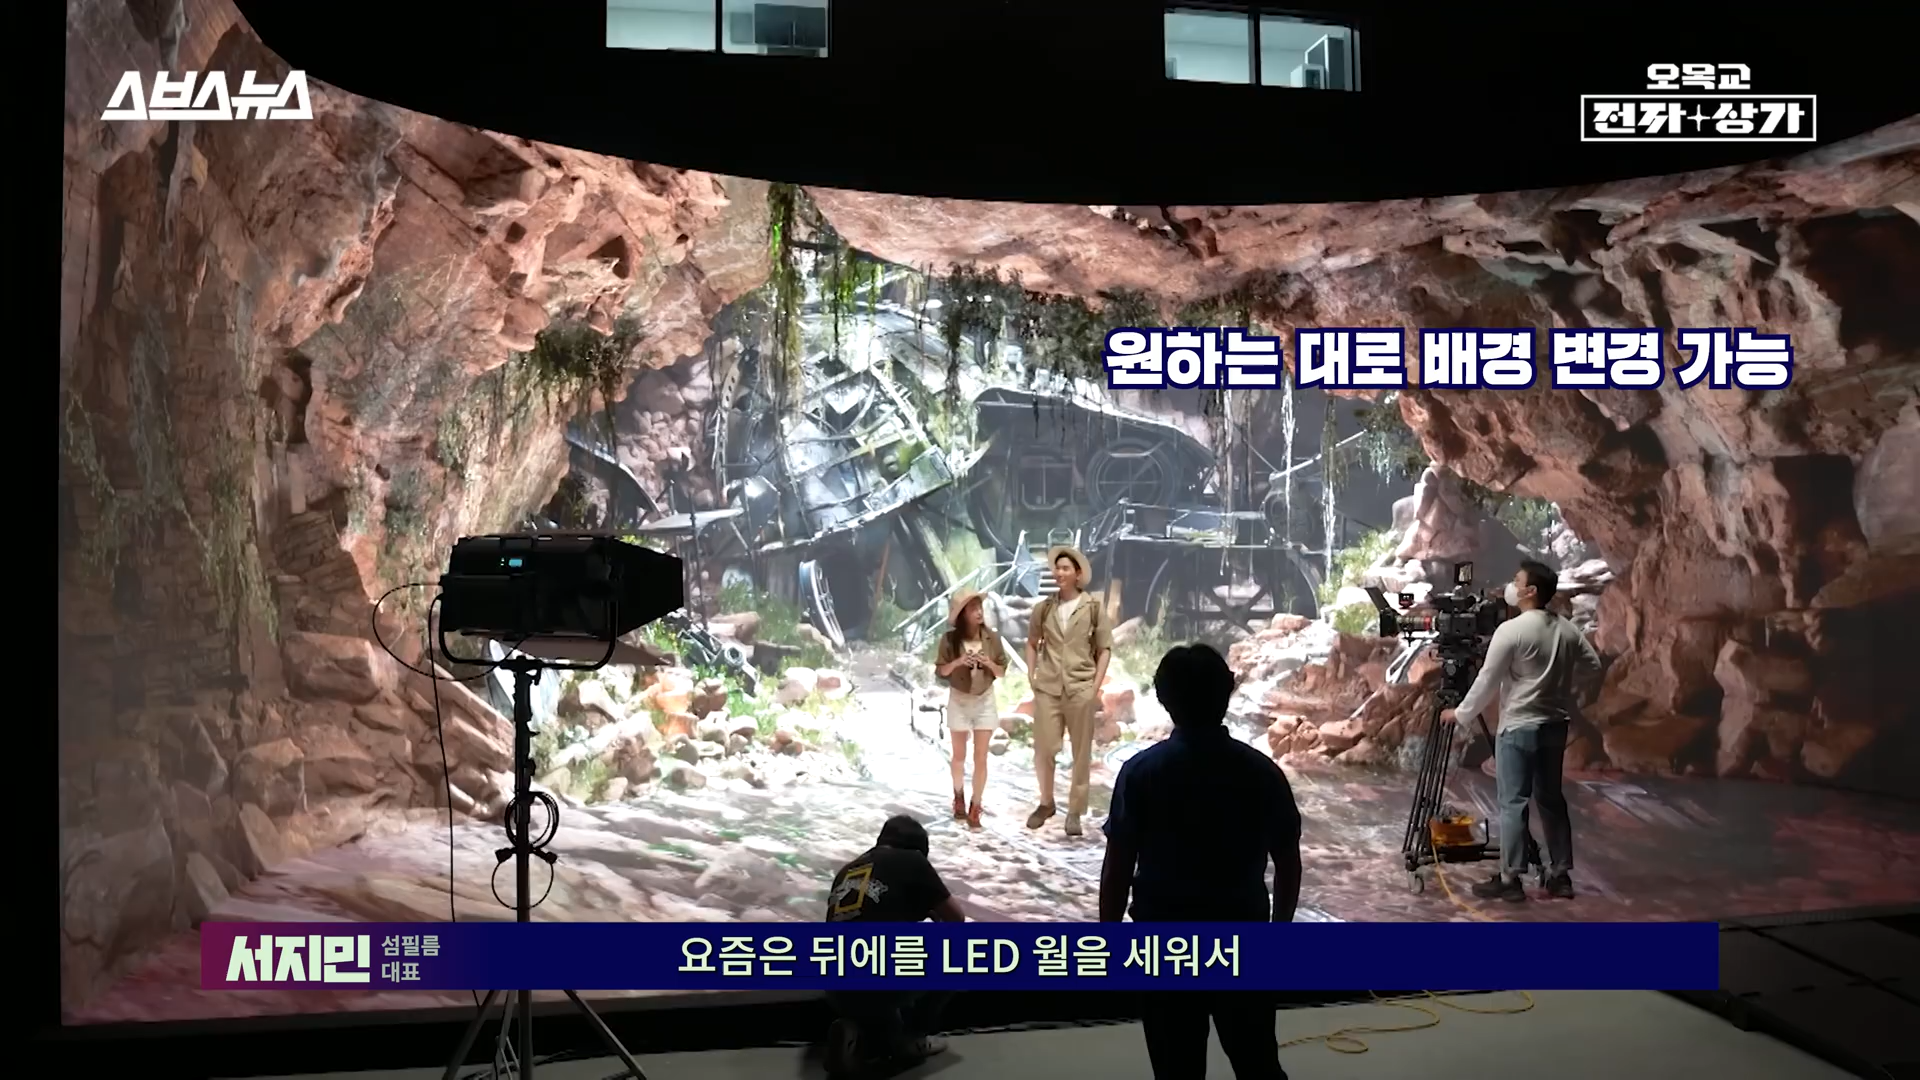 스브스뉴스
오목교
전자+상가
원하는 대로 배경 변경 가능
서지민
섬필름
대표
요즘은 뒤에를 LED 월을 세워서